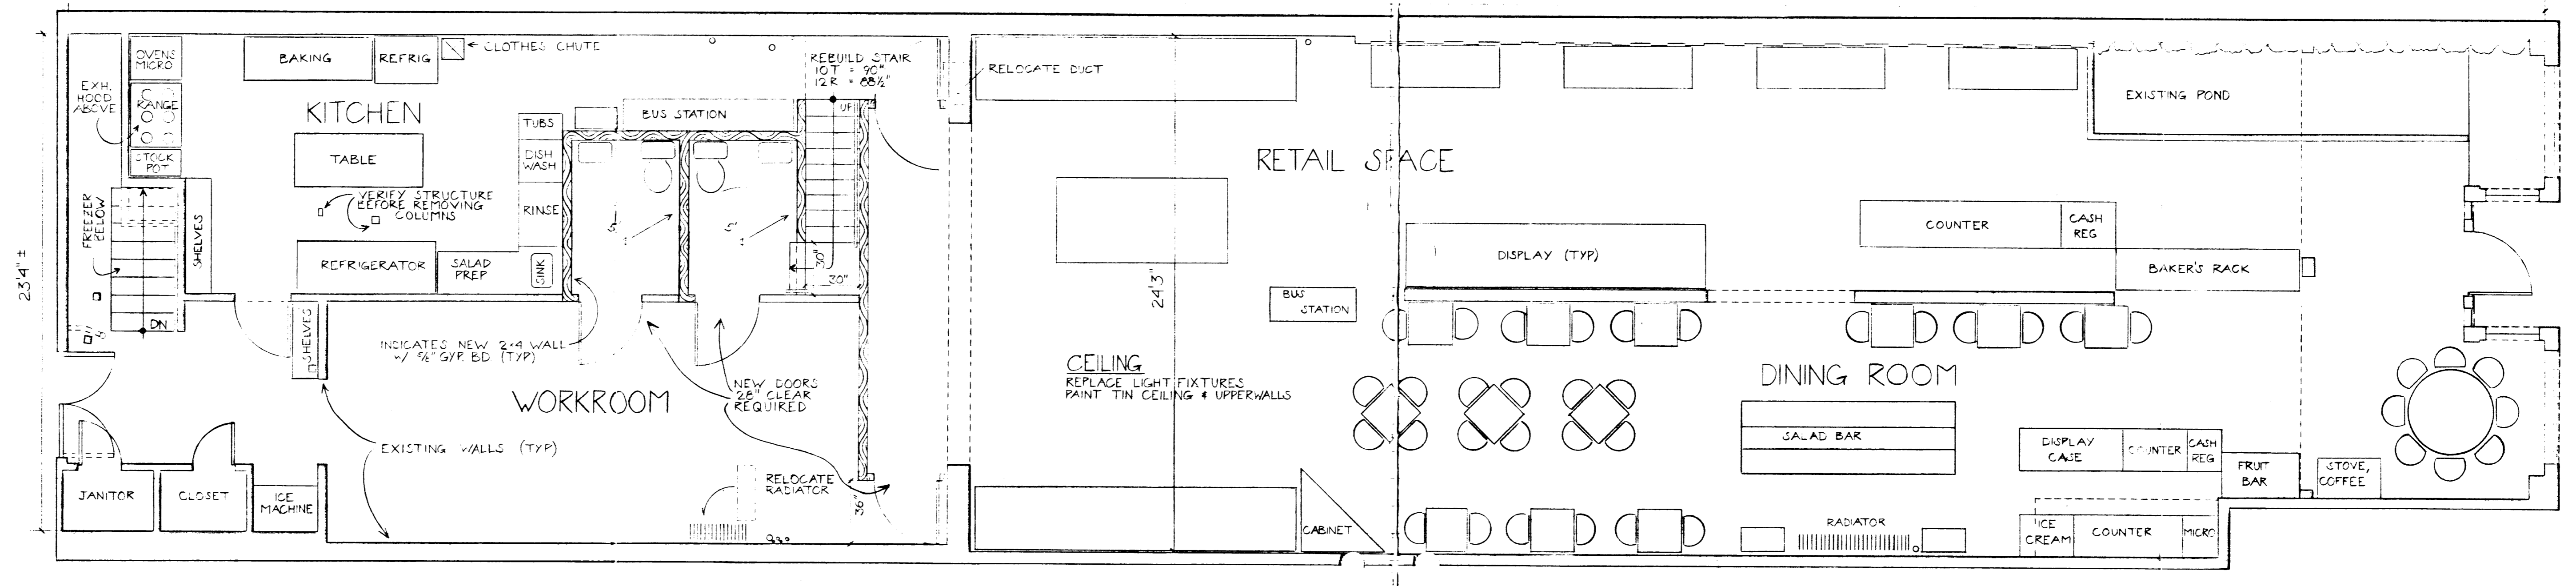 OVENS
MICRO
EXH.
HOOD
ABOVE
RANGE
STOCK
POT
BAKING
REFRIG
CLOTHES CHUTE
KITCHEN
TABLE
VERIFY STRUCTURE
BEFORE REMOVING
COLUMNS
FREEZER
BELOW
SHELVES
DN
REFRIGERATOR
SALAD
PREP
SINK
TUBS
DISH
WASH
RINSE
BUS STATION
REBUILD STAIR
10T = 90"
12R = 88½"
UP
5'
5'
30"
30"
23'4" ±
SHELVES
INDICATES NEW 2×4 WALL
W/ 5/8" GYP. BD (TYP)
WORKROOM
NEW DOORS
28" CLEAR
REQUIRED
EXISTING WALLS (TYP)
RELOCATE
RADIATOR
36"
JANITOR
CLOSET
ICE
MACHINE
RELOCATE DUCT
RETAIL SPACE
EXISTING POND
24'3"
DISPLAY (TYP)
COUNTER
CASH
REG
BAKER'S RACK
BUS
STATION
CEILING
REPLACE LIGHT FIXTURES
PAINT TIN CEILING & UPPERWALLS
DINING ROOM
SALAD BAR
DISPLAY
CASE
COUNTER
CASH
REG
FRUIT
BAR
STOVE,
COFFEE
CABINET
RADIATOR
ICE
CREAM
COUNTER
MICRO